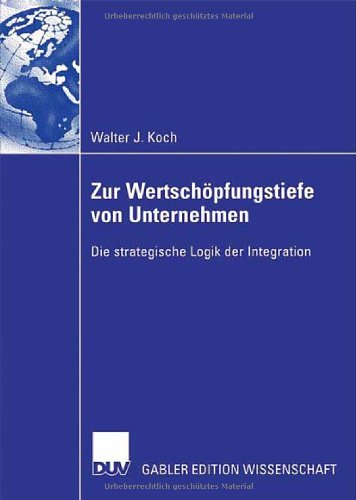 Urheberrechtlich geschütztes Material
Walter J. Koch
Zur Wertschöpfungstiefe
von Unternehmen
Die strategische Logik der Integration
DUV
GABLER EDITION WISSENSCHAFT
Urheberrechtlich geschütztes Material